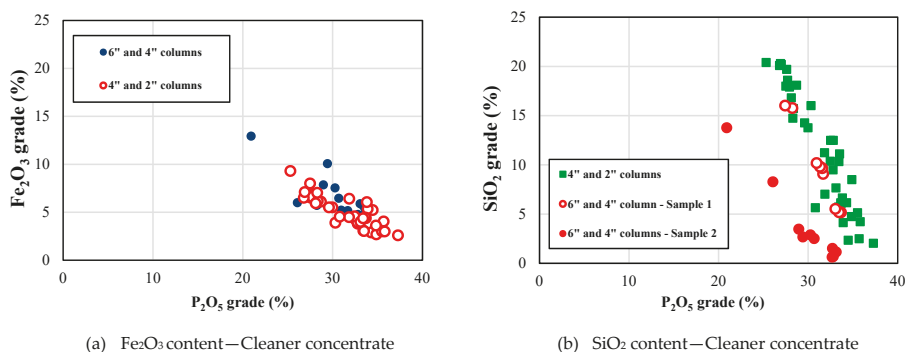 25
20
15
10
5
0
0
10
20
30
40
Fe₂O₃ grade (%)
P₂O₅ grade (%)
6" and 4" columns
4" and 2" columns
(a) Fe₂O₃ content—Cleaner concentrate
25
20
15
10
5
0
0
10
20
30
40
SiO₂ grade (%)
P₂O₅ grade (%)
4" and 2" columns
6" and 4" column - Sample 1
6" and 4" columns - Sample 2
(b) SiO₂ content—Cleaner concentrate